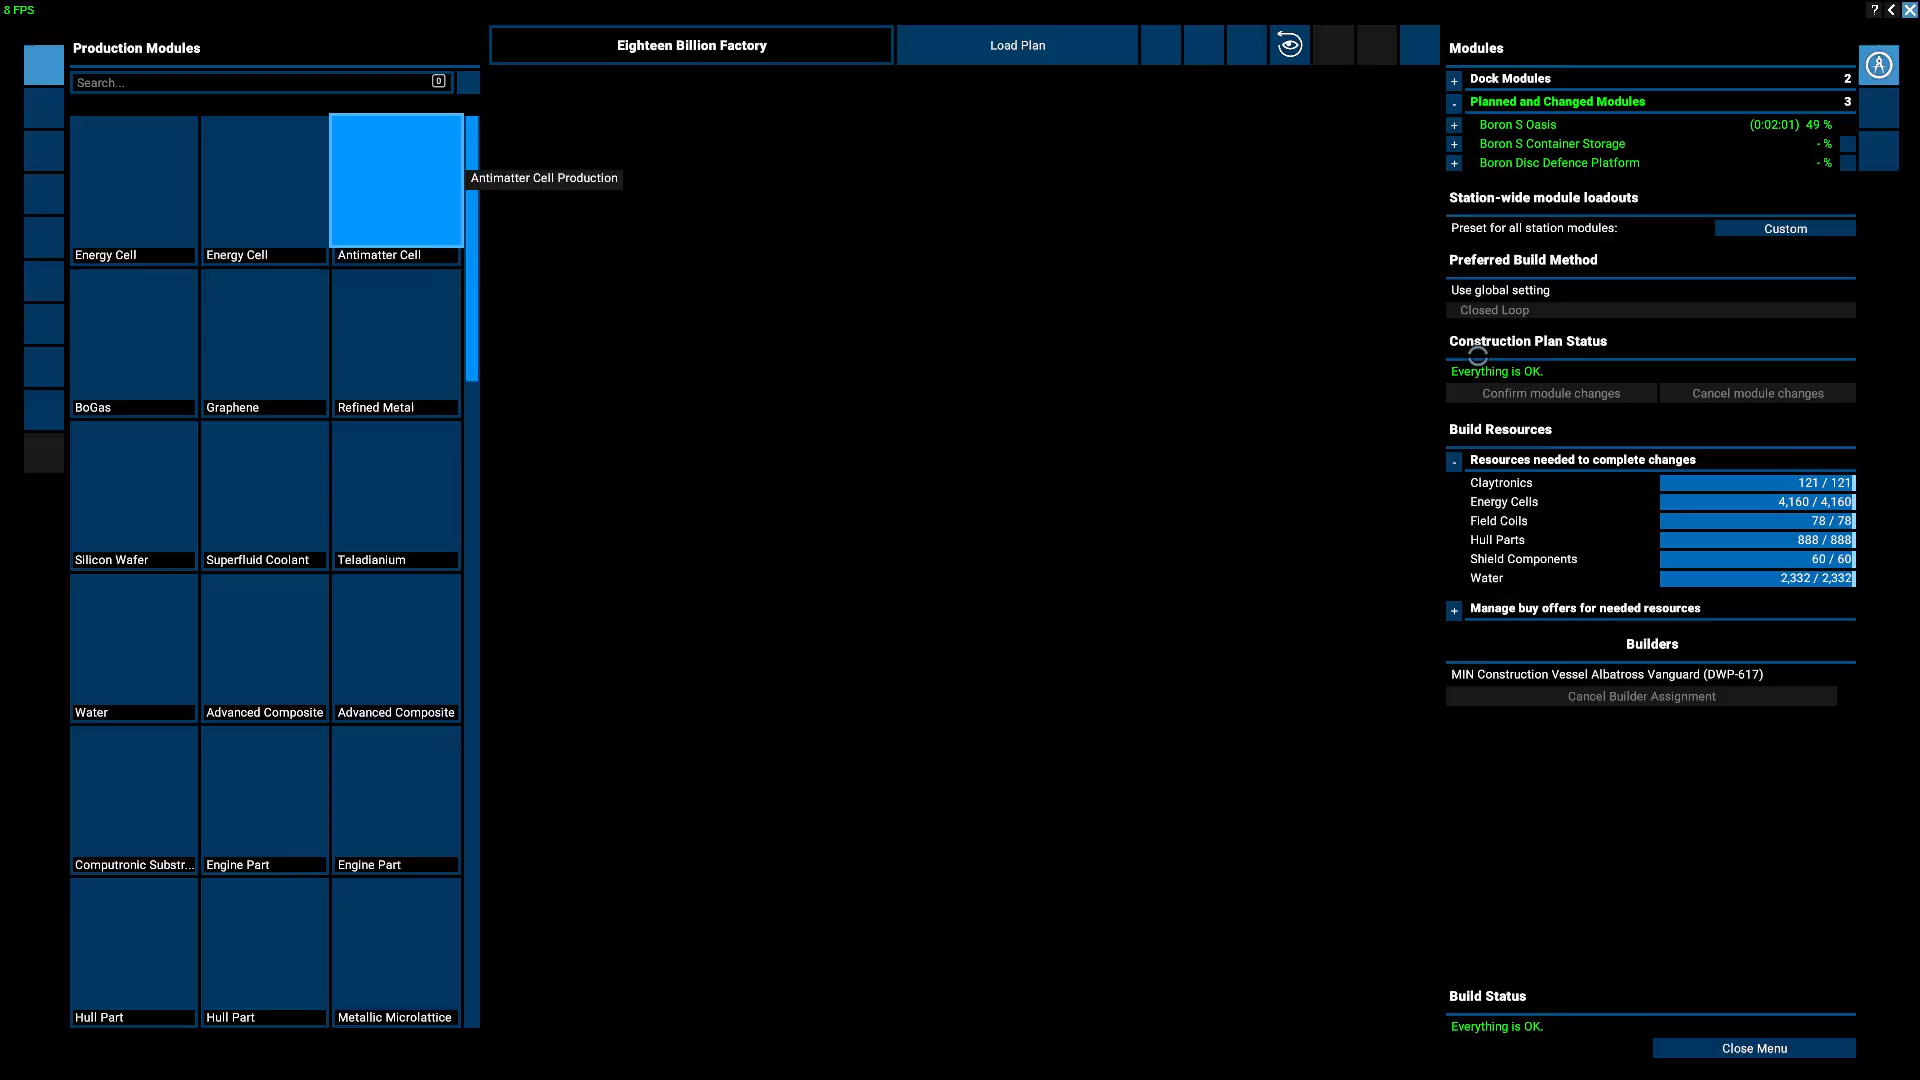 8 FPS
?
Production Modules
Search...
0
Energy Cell
Energy Cell
Antimatter Cell
Antimatter Cell Production
BoGas
Graphene
Refined Metal
Silicon Wafer
Superfluid Coolant
Teladianium
Water
Advanced Composite
Advanced Composite
Computronic Substr...
Engine Part
Engine Part
Hull Part
Hull Part
Metallic Microlattice
Eighteen Billion Factory
Load Plan
Modules
+ Dock Modules 2
- Planned and Changed Modules 3
+ Boron S Oasis (0:02:01) 49 %
+ Boron S Container Storage - %
+ Boron Disc Defence Platform - %
Station-wide module loadouts
Preset for all station modules: Custom
Preferred Build Method
Use global setting
Closed Loop
Construction Plan Status
Everything is OK.
Confirm module changes Cancel module changes
Build Resources
- Resources needed to complete changes
Claytronics 121 / 121
Energy Cells 4,160 / 4,160
Field Coils 78 / 78
Hull Parts 888 / 888
Shield Components 60 / 60
Water 2,332 / 2,332
+ Manage buy offers for needed resources
Builders
MIN Construction Vessel Albatross Vanguard (DWP-617)
Cancel Builder Assignment
Build Status
Everything is OK.
Close Menu